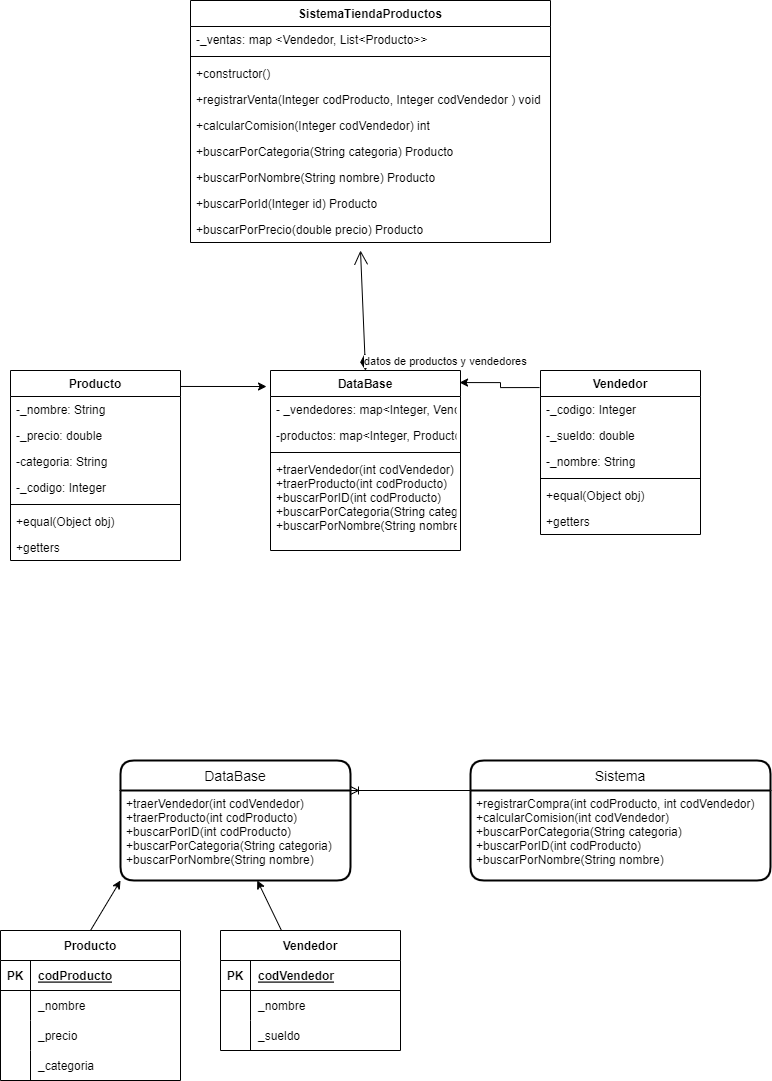 SistemaTiendaProductos
-_ventas: map <Vendedor, List<Producto>>
+constructor()
+registrarVenta(Integer codProducto, Integer codVendedor ) void
+calcularComision(Integer codVendedor) int
+buscarPorCategoria(String categoria) Producto
+buscarPorNombre(String nombre) Producto
+buscarPorId(Integer id) Producto
+buscarPorPrecio(double precio) Producto
datos de productos y vendedores
Producto
-_nombre: String
-_precio: double
-categoria: String
-_codigo: Integer
+equal(Object obj)
+getters
DataBase
- _vendedores: map<Integer, Vend
-productos: map<Integer, Producto
+traerVendedor(int codVendedor)
+traerProducto(int codProducto)
+buscarPorID(int codProducto)
+buscarPorCategoria(String categ
+buscarPorNombre(String nombre
Vendedor
-_codigo: Integer
-_sueldo: double
-_nombre: String
+equal(Object obj)
+getters
DataBase
+traerVendedor(int codVendedor)
+traerProducto(int codProducto)
+buscarPorID(int codProducto)
+buscarPorCategoria(String categoria)
+buscarPorNombre(String nombre)
Sistema
+registrarCompra(int codProducto, int codVendedor)
+calcularComision(int codVendedor)
+buscarPorCategoria(String categoria)
+buscarPorID(int codProducto)
+buscarPorNombre(String nombre)
Producto
PK codProducto
_nombre
_precio
_categoria
Vendedor
PK codVendedor
_nombre
_sueldo